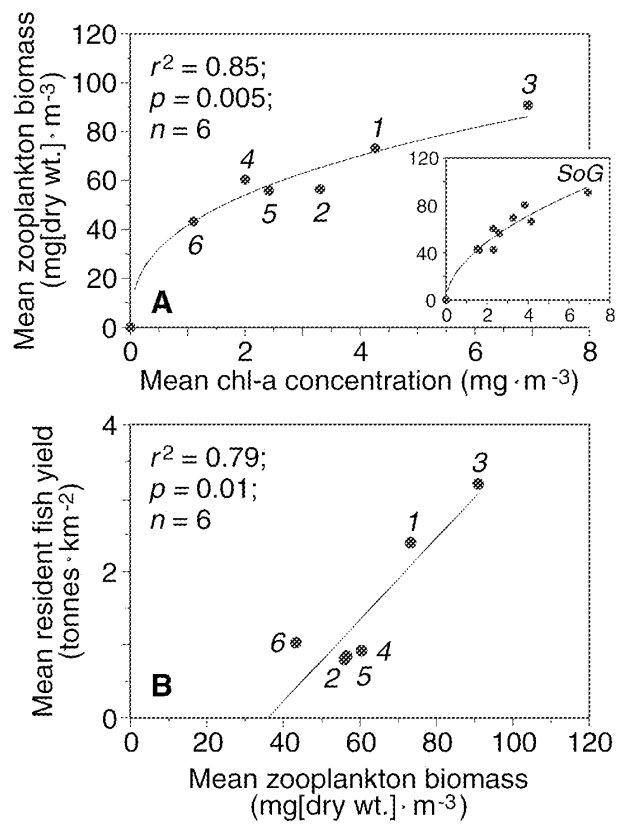 Mean zooplankton biomass
(mg[dry wt.]·m-3)
120
100
80
60
40
20
0
r2 = 0.85;
p = 0.005;
n = 6
3
1
4
5
2
6
A
SoG
120
80
40
0
0 2 4 6 8
0 2 4 6 8
Mean chl-a concentration (mg·m-3)
Mean resident fish yield
(tonnes·km-2)
4
2
0
r2 = 0.79;
p = 0.01;
n = 6
3
1
6
4
2 5
B
0 20 40 60 80 100 120
Mean zooplankton biomass
(mg[dry wt.]·m-3)